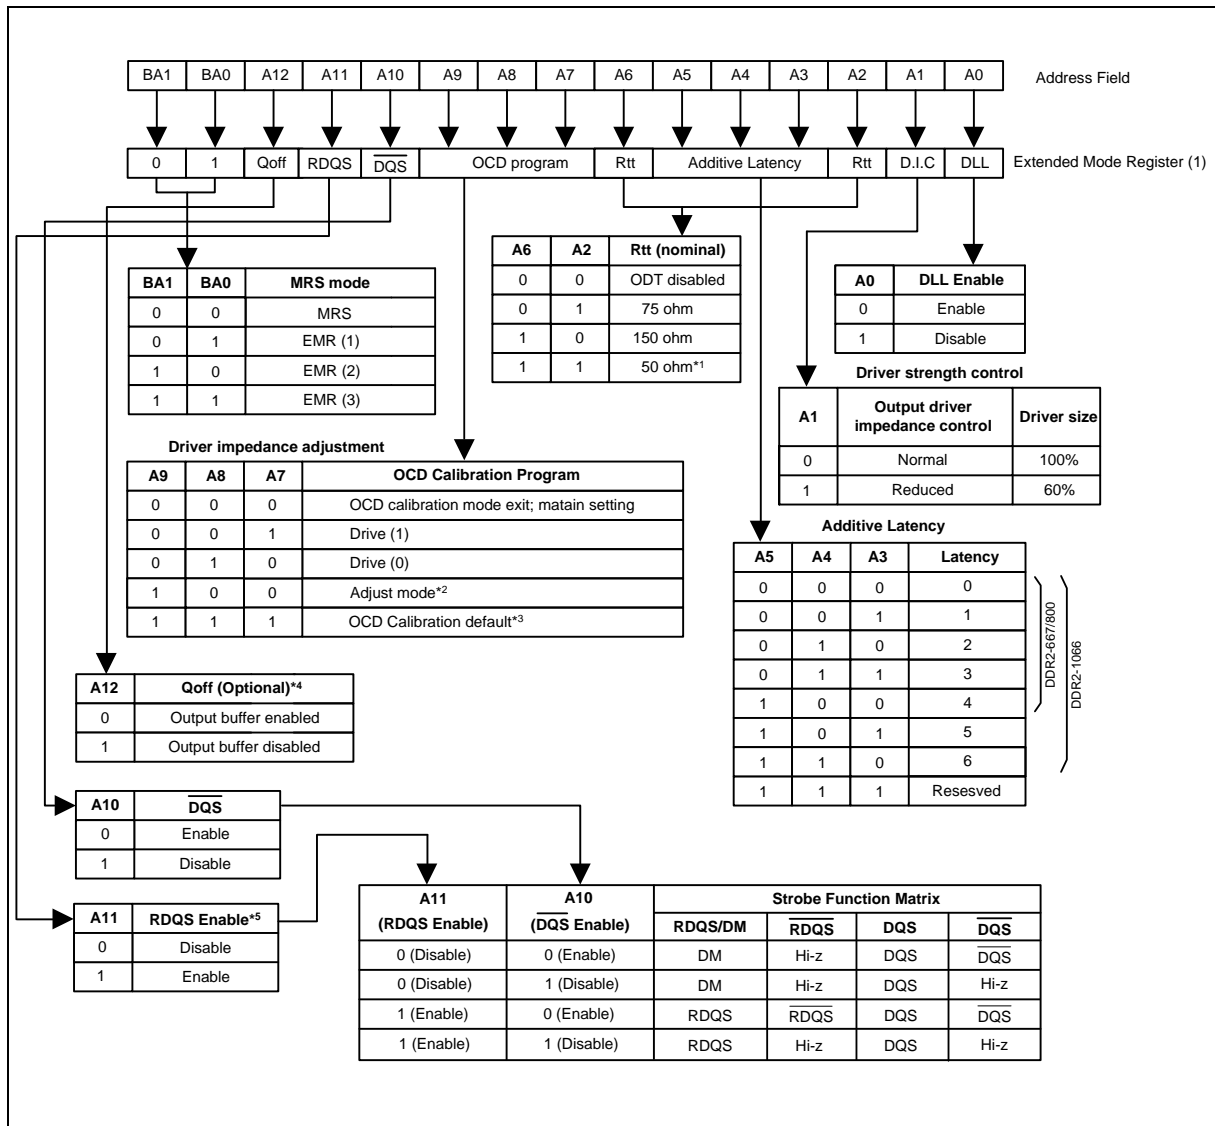 BA1 BA0 A12 A11 A10 A9 A8 A7 A6 A5 A4 A3 A2 A1 A0 Address Field
0 1 Qoff RDQS D̅Q̅S̅ OCD program Rtt Additive Latency Rtt D.I.C DLL Extended Mode Register (1)
BA1 BA0 MRS mode
0 0 MRS
0 1 EMR (1)
1 0 EMR (2)
1 1 EMR (3)
A6 A2 Rtt (nominal)
0 0 ODT disabled
0 1 75 ohm
1 0 150 ohm
1 1 50 ohm*1
A0 DLL Enable
0 Enable
1 Disable
Driver strength control
A1 Output driver impedance control Driver size
0 Normal 100%
1 Reduced 60%
Driver impedance adjustment
A9 A8 A7 OCD Calibration Program
0 0 0 OCD calibration mode exit; matain setting
0 0 1 Drive (1)
0 1 0 Drive (0)
1 0 0 Adjust mode*2
1 1 1 OCD Calibration default*3
Additive Latency
A5 A4 A3 Latency
0 0 0 0
0 0 1 1
0 1 0 2
0 1 1 3
1 0 0 4
1 0 1 5
1 1 0 6
1 1 1 Resesved
DDR2-667/800
DDR2-1066
A12 Qoff (Optional)*4
0 Output buffer enabled
1 Output buffer disabled
A10 D̅Q̅S̅
0 Enable
1 Disable
A11 RDQS Enable*5
0 Disable
1 Enable
A11 (RDQS Enable) A10 (D̅Q̅S̅ Enable) Strobe Function Matrix
RDQS/DM R̅D̅Q̅S̅ DQS D̅Q̅S̅
0 (Disable) 0 (Enable) DM Hi-z DQS D̅Q̅S̅
0 (Disable) 1 (Disable) DM Hi-z DQS Hi-z
1 (Enable) 0 (Enable) RDQS R̅D̅Q̅S̅ DQS D̅Q̅S̅
1 (Enable) 1 (Disable) RDQS Hi-z DQS Hi-z